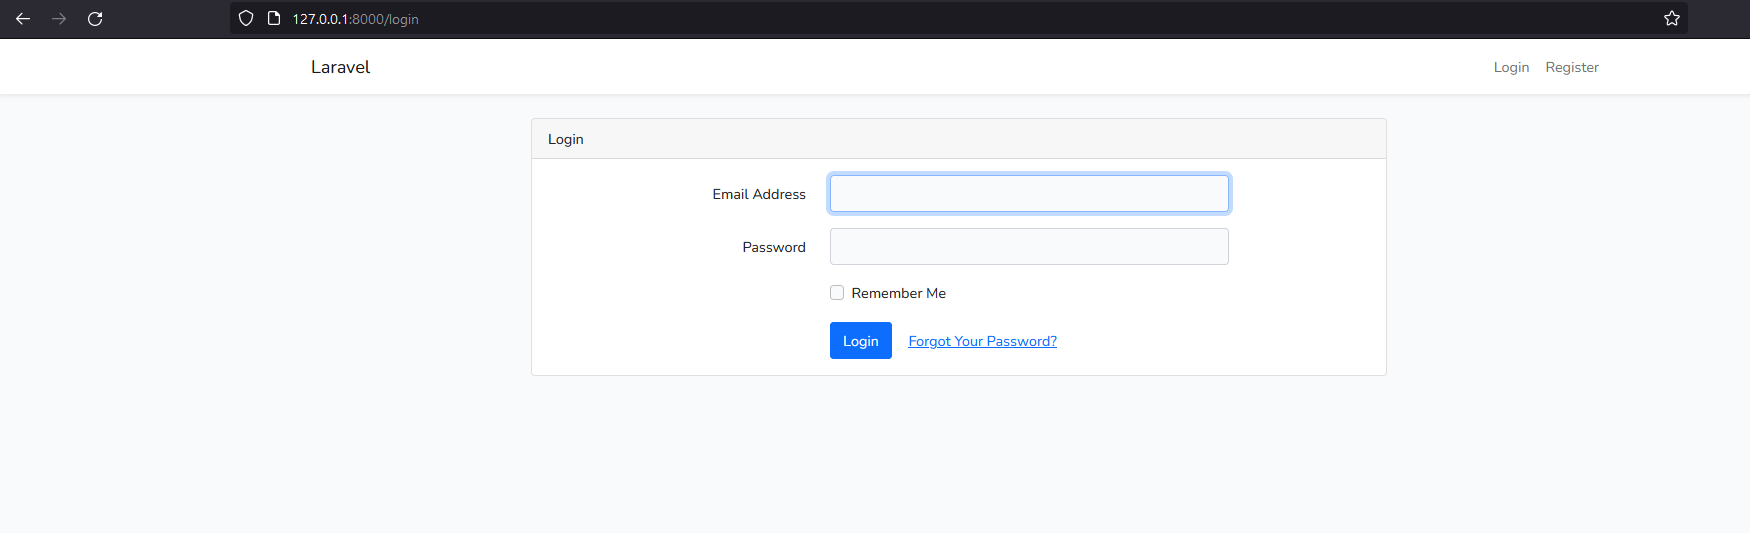 127.0.0.1:8000/login
Laravel
Login Register
Login
Email Address
Password
Remember Me
Login Forgot Your Password?